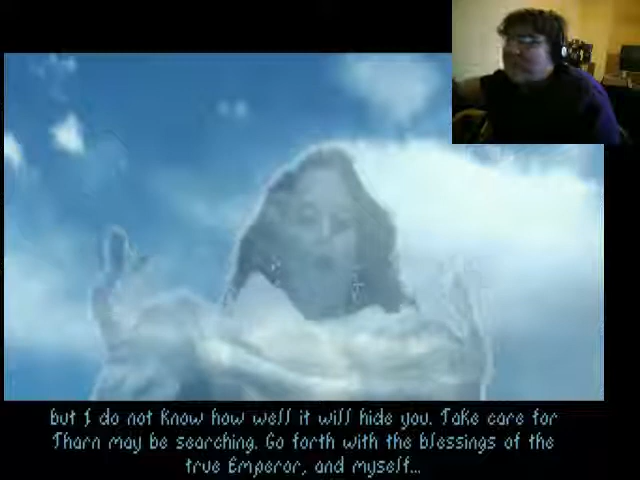 but I do not know how well it will hide you. Take care for
Tharn may be searching. Go forth with the blessings of the
true Emperor, and myself...